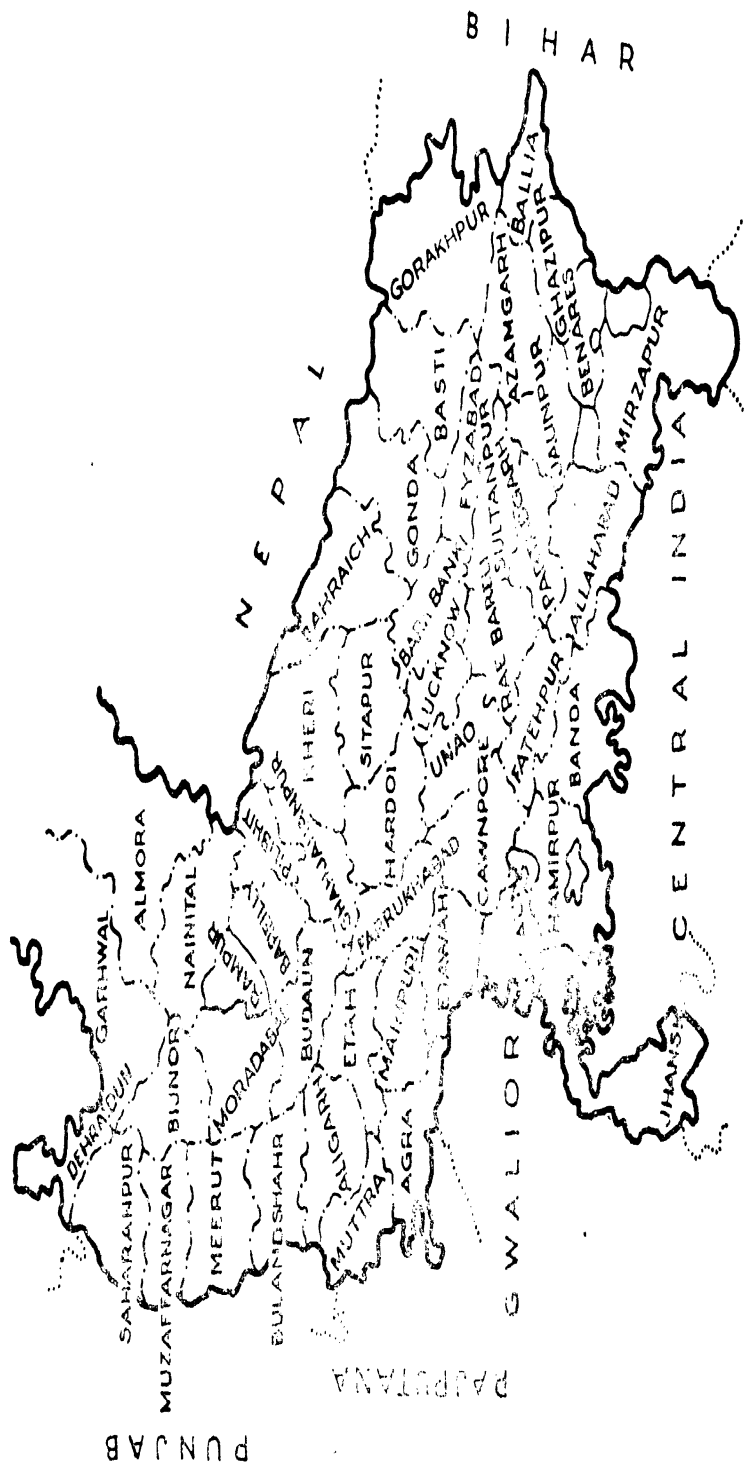 BIHAR
NEPAL
PUNJAB
RAJPUTANA
GWALIOR
CENTRAL INDIA
DEHRADUN
GARHWAL
ALMORA
NAINITAL
SAHARANPUR
MUZAFFARNAGAR
BIJNOR
MEERUT
MORADABAD
RAMPUR
BAREILLY
PILIBHIT
SHAHJAHANPUR
KHERI
BULANDSHAHR
BUDAUN
ALIGARH
ETAH
MUTTRA
AGRA
MAINPURI
FARRUKHABAD
HARDOI
SITAPUR
BAHRAICH
GONDA
BASTI
GORAKHPUR
ETAWAH
CAWNPORE
UNAO
LUCKNOW
BARA BANKI
FYZABAD
RAE BARELI
SULTANPUR
AZAMGARH
BALLIA
GHAZIPUR
JAUNPUR
BENARES
MIRZAPUR
ALLAHABAD
FATEHPUR
BANDA
HAMIRPUR
JHANSI